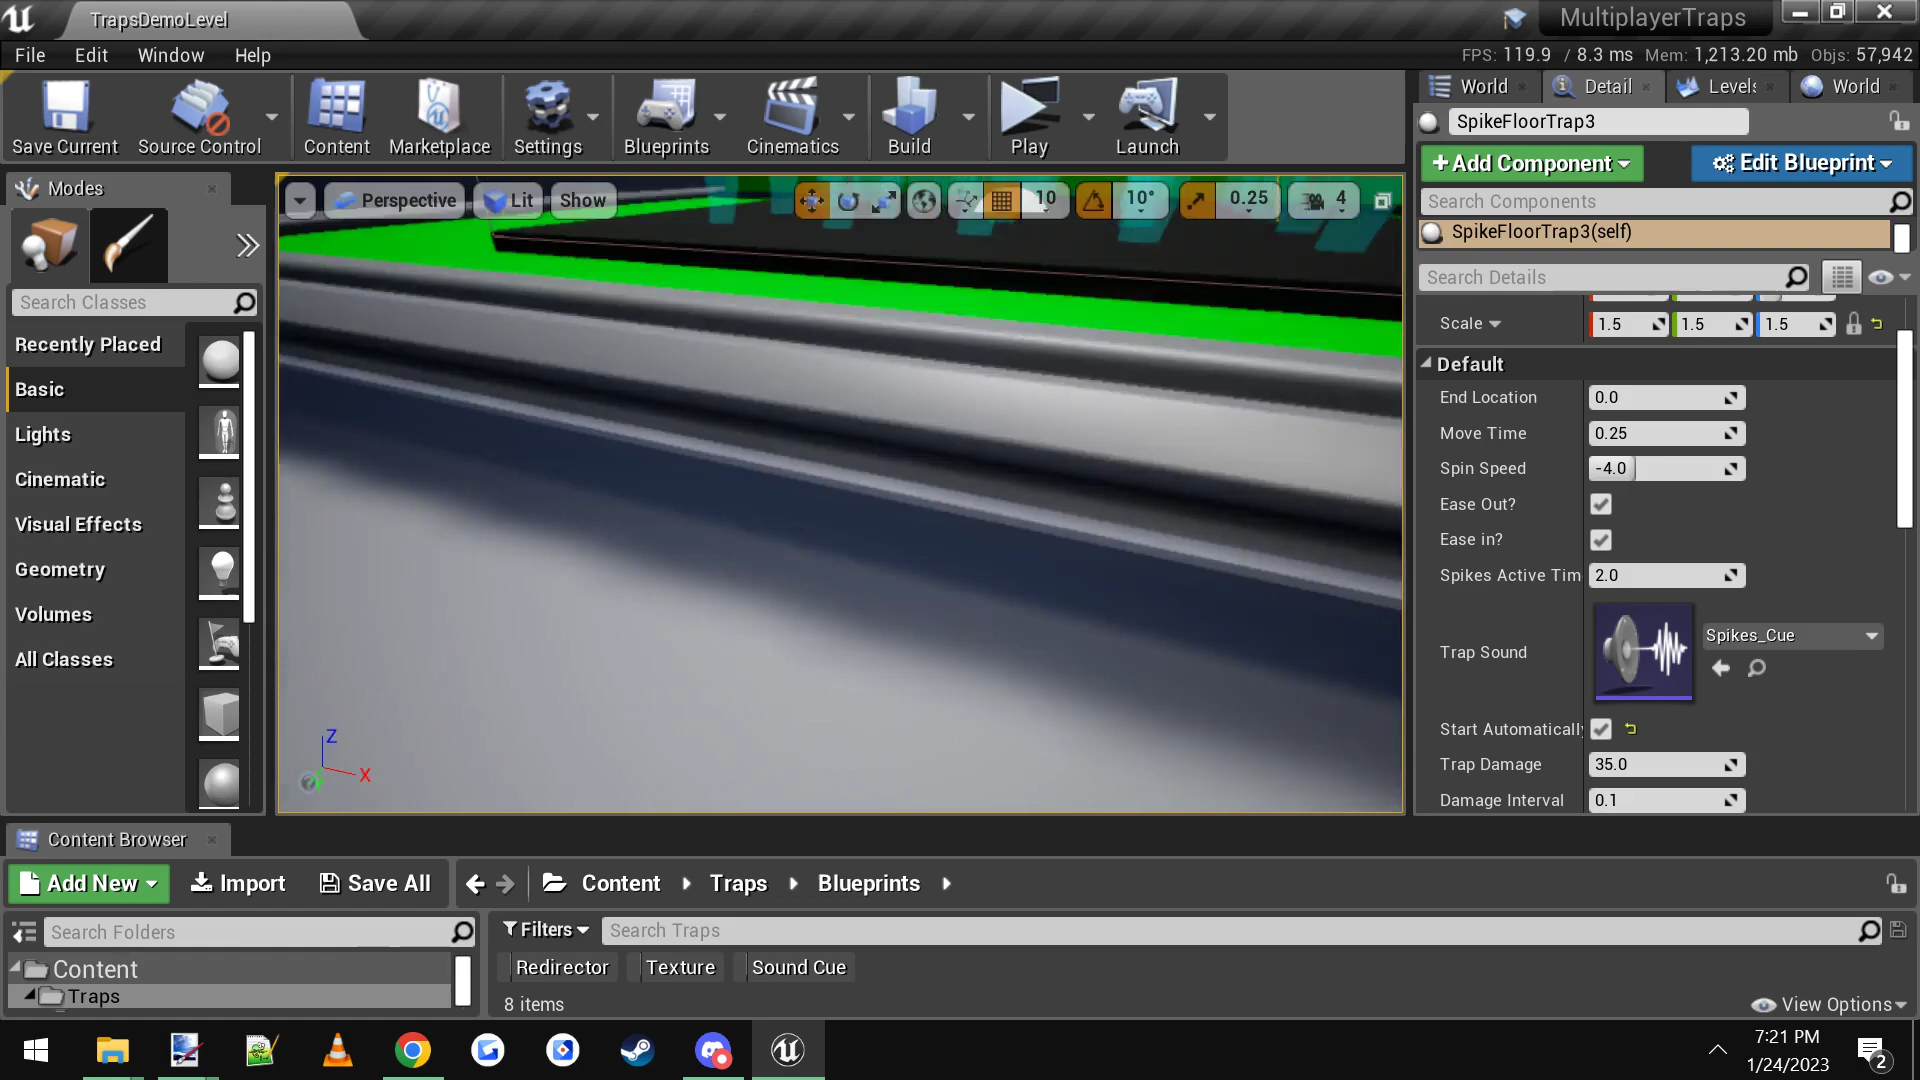 TrapsDemoLevel
MultiplayerTraps
File Edit Window Help
FPS: 119.9 / 8.3 ms Mem: 1,213.20 mb Objs: 57,942
Save Current Source Control Content Marketplace Settings Blueprints Cinematics Build Play Launch
World Detail Levels World
SpikeFloorTrap3
Add Component Edit Blueprint
Search Components
SpikeFloorTrap3(self)
Search Details
Scale 1.5 1.5 1.5
Default
End Location 0.0
Move Time 0.25
Spin Speed -4.0
Ease Out?
Ease in?
Spikes Active Tim 2.0
Trap Sound Spikes_Cue
Start Automatically
Trap Damage 35.0
Damage Interval 0.1
Modes
Search Classes
Recently Placed
Basic
Lights
Cinematic
Visual Effects
Geometry
Volumes
All Classes
Perspective Lit Show 10 10° 0.25 4
Z
X
Content Browser
Add New Import Save All Content Traps Blueprints
Search Folders
Content
Traps
Filters Search Traps
Redirector Texture Sound Cue
8 items View Options
7:21 PM
1/24/2023
2